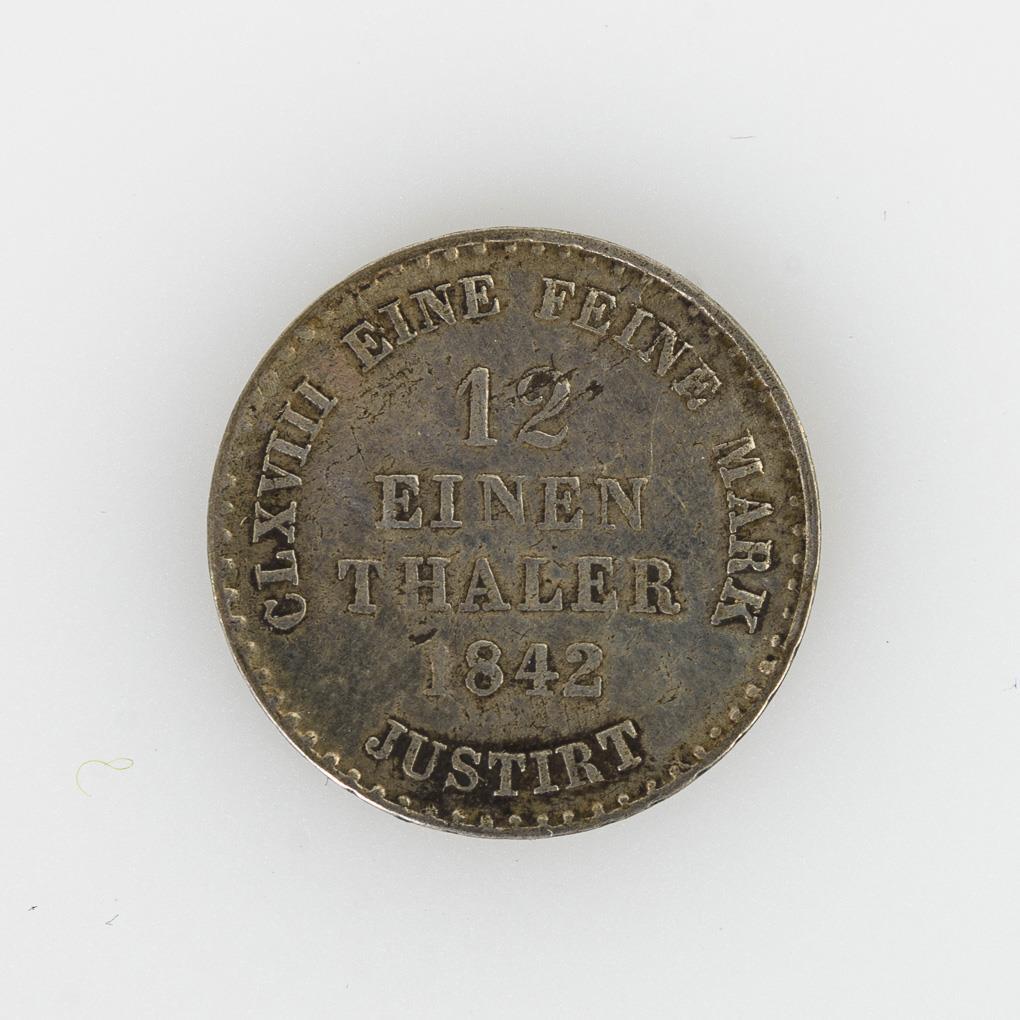 CLXVIII EINE FEINE MARK
12
EINEN
THALER
1842
JUSTIRT